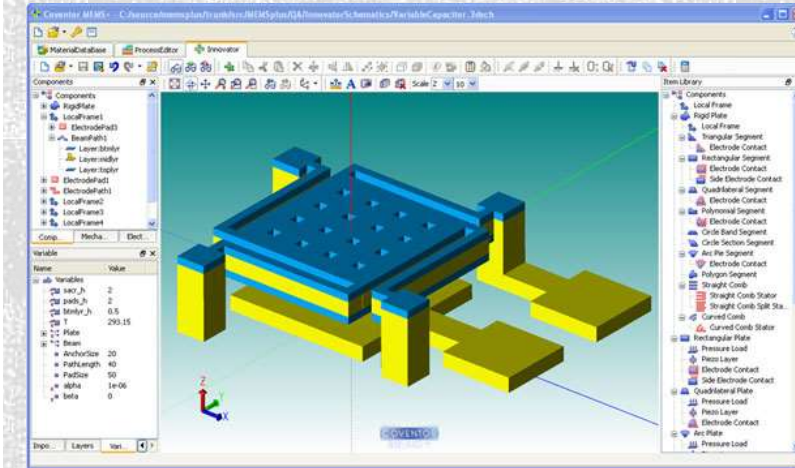 Coventor MEMS+ - C:/source/memsplus/trunk/src/MEMSplus/QA/InnovatorSchematics/VariableCapacitor.3dsch
MaterialDataBase
ProcessEditor
Innovator
Components
Scale Z
10
Item Library
Components
RigidPlate
LocalFrame1
ElectrodePad3
BeamPath1
Layer:btmlyr
Layer:midlyr
Layer:toplyr
ElectrodePad1
ElectrodePath1
LocalFrame2
LocalFrame3
LocalFrame4
Comp...
Mecha...
Elect...
Variable
Name
Value
Variables
sacr_h 2
pads_h 2
btmlyr_h 0.5
T 293.15
Plate
Beam
AnchorSize 20
PathLength 40
PadSize 50
alpha 1e-06
beta 0
Impo...
Layers
Vari...
Z
X
COVENTOR
Components
Local Frame
Rigid Plate
Local Frame
Triangular Segment
Electrode Contact
Rectangular Segment
Electrode Contact
Side Electrode Contact
Quadrilateral Segment
Electrode Contact
Polynomial Segment
Electrode Contact
Circle Band Segment
Circle Section Segment
Arc Pie Segment
Electrode Contact
Polygon Segment
Straight Comb
Straight Comb Stator
Straight Comb Split Sta...
Curved Comb
Curved Comb Stator
Rectangular Plate
Pressure Load
Piezo Layer
Electrode Contact
Side Electrode Contact
Quadrilateral Plate
Pressure Load
Piezo Layer
Electrode Contact
Arc Plate
Pressure Load